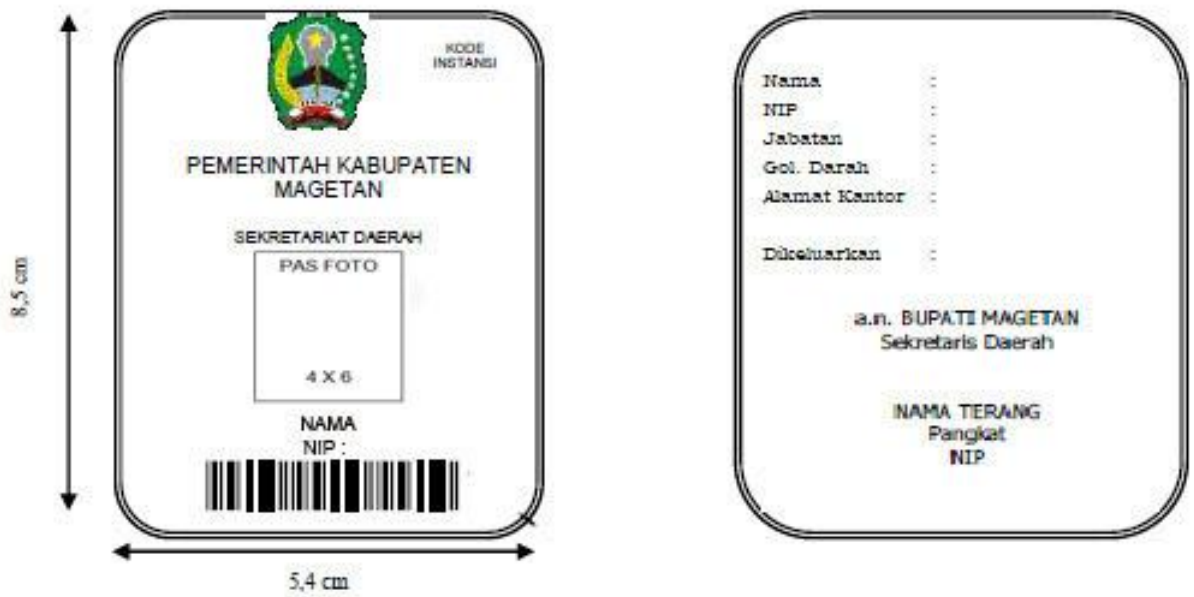 KODE
INSTANSI
PEMERINTAH KABUPATEN
MAGETAN
SEKRETARIAT DAERAH
PAS FOTO
4 X 6
NAMA
NIP :
8,5 cm
5,4 cm
Nama :
NIP :
Jabatan :
Gol. Darah :
Alamat Kantor :
Dikeluarkan :
a.n. BUPATI MAGETAN
Sekretaris Daerah
NAMA TERANG
Pangkat
NIP